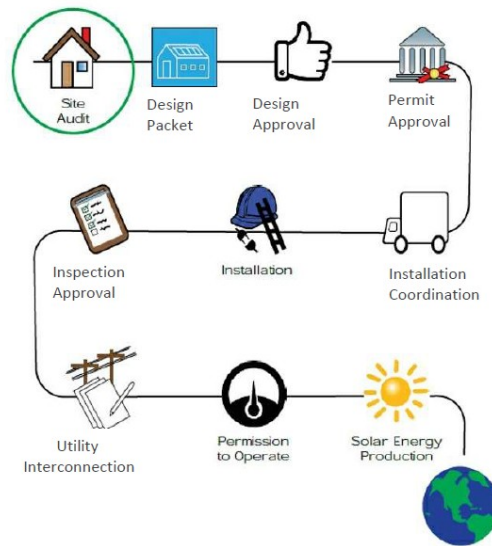 Site
Audit
Design
Packet
Design
Approval
Permit
Approval
Installation
Coordination
Installation
Inspection
Approval
Utility
Interconnection
Permission
to Operate
Solar Energy
Production